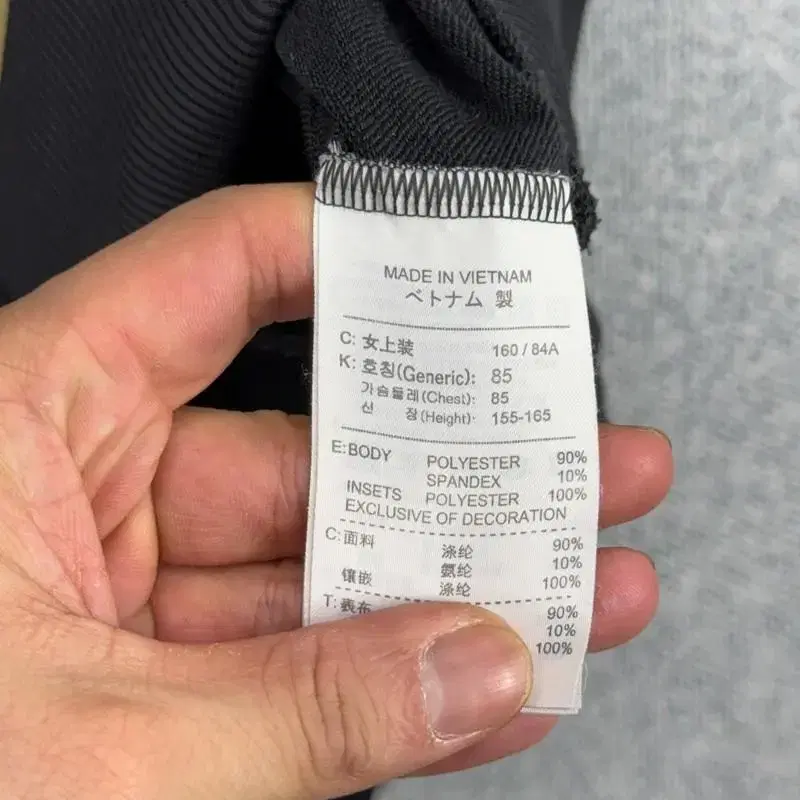 MADE IN VIETNAM
ベトナム 製
C: 女上装 160 / 84A
K: 호칭(Generic): 85
가슴둘레(Chest): 85
신 장(Height): 155-165
E:BODY POLYESTER 90%
SPANDEX 10%
INSETS POLYESTER 100%
EXCLUSIVE OF DECORATION
C:面料 涤纶 90%
氨纶 10%
镶嵌 涤纶 100%
T:表布 90%
10%
100%